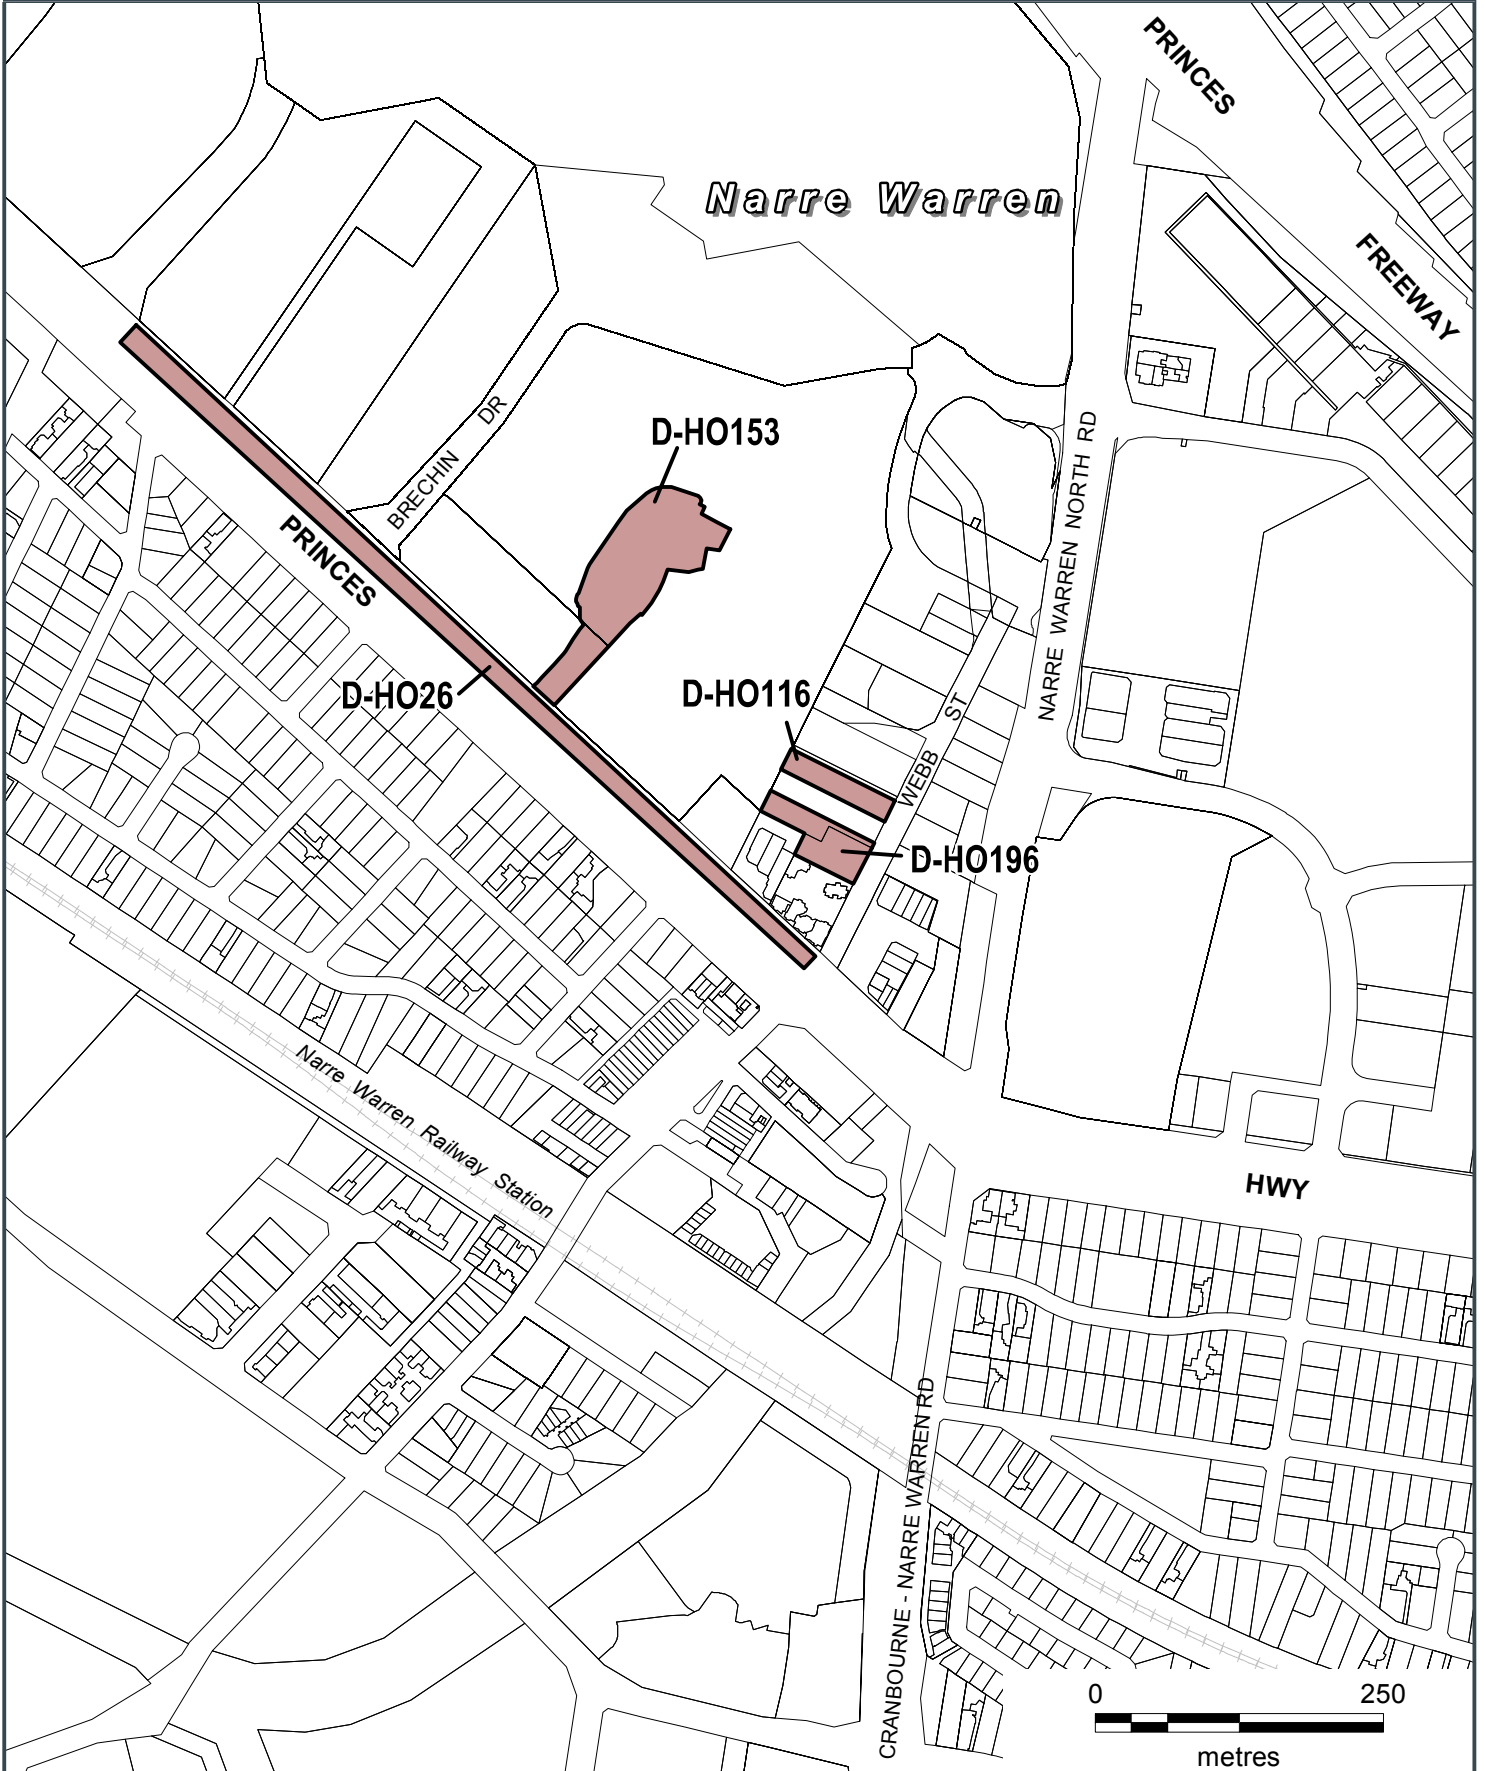 PRINCES
FREEWAY
Narre Warren
D-HO153
BRECHIN DR
NARRE WARREN NORTH RD
PRINCES
D-HO26
D-HO116
WEBB ST
D-HO196
Narre Warren Railway Station
HWY
CRANBOURNE - NARRE WARREN RD
0 250
metres